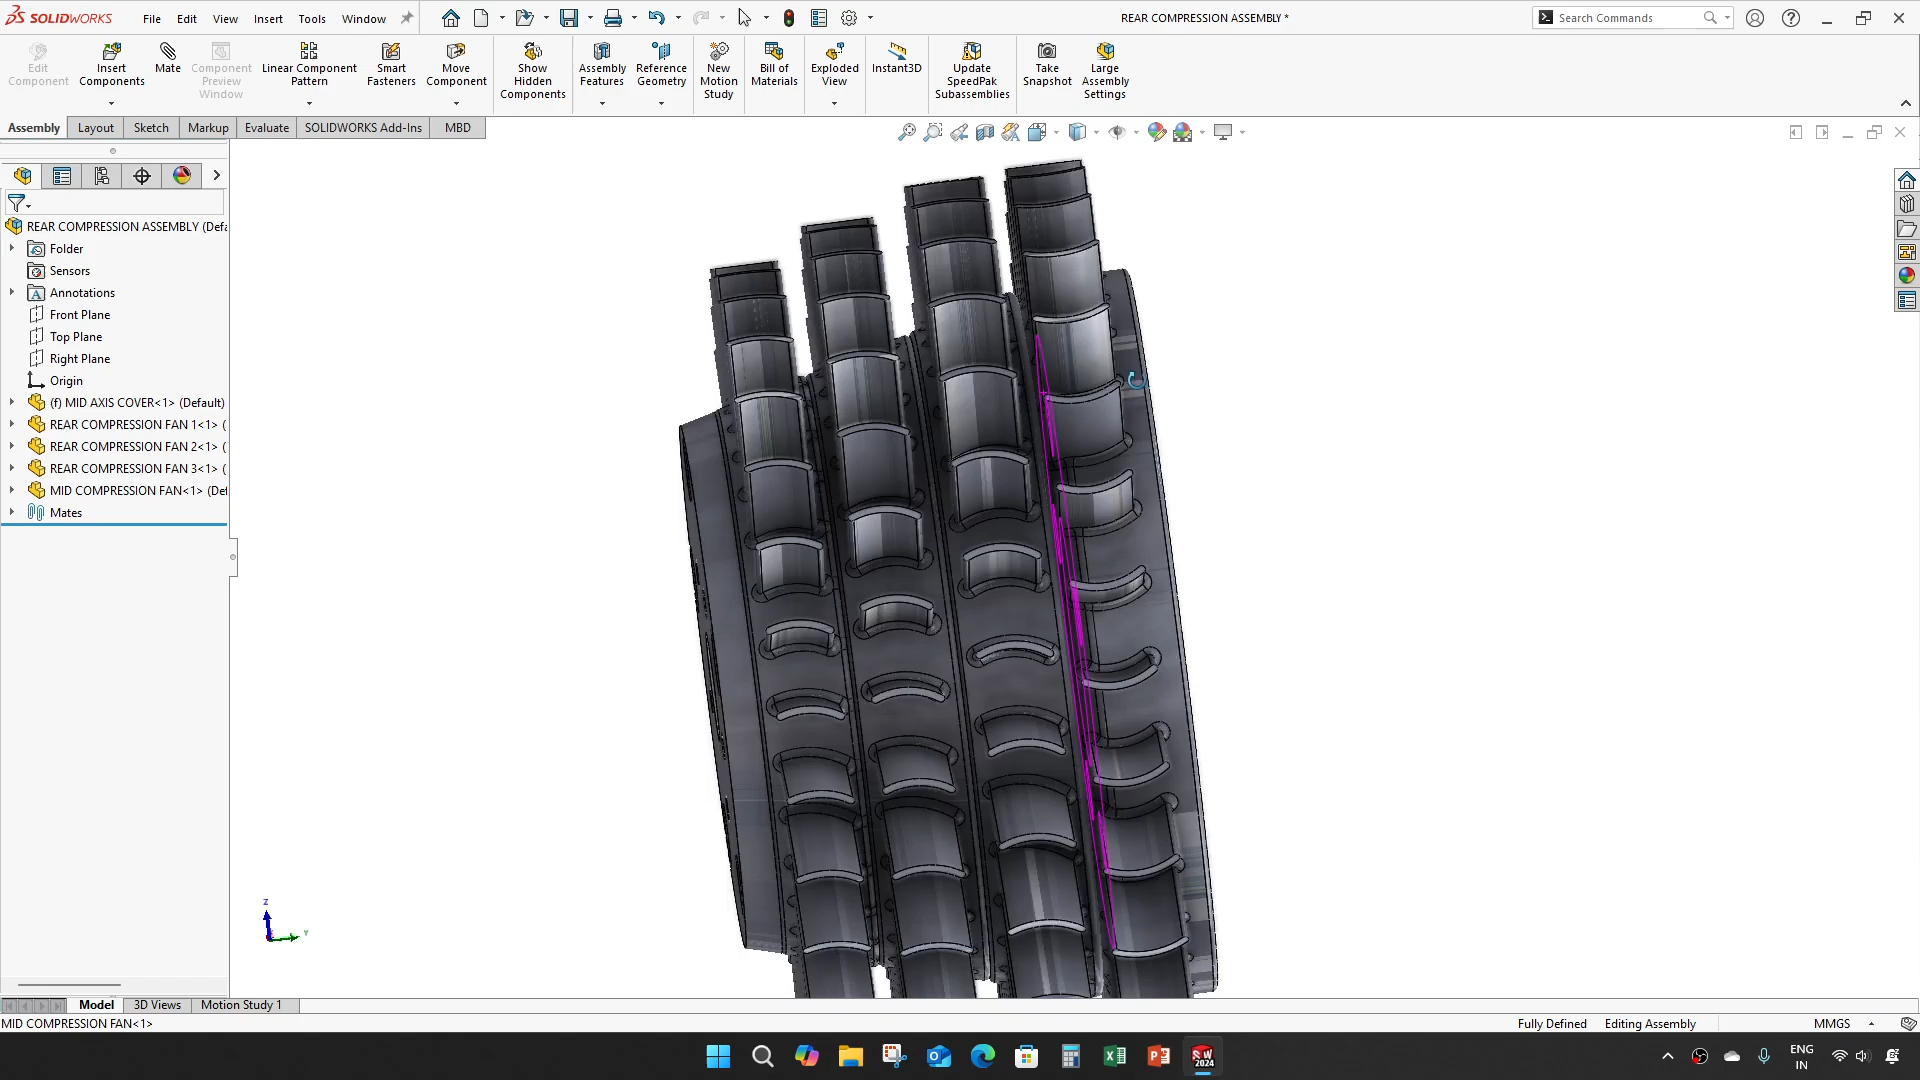 SOLIDWORKS File Edit View Insert Tools Window
REAR COMPRESSION ASSEMBLY *
Search Commands
Edit Component
Insert Components
Mate
Component Preview Window
Linear Component Pattern
Smart Fasteners
Move Component
Show Hidden Components
Assembly Features
Reference Geometry
New Motion Study
Bill of Materials
Exploded View
Instant3D
Update SpeedPak Subassemblies
Take Snapshot
Large Assembly Settings
Assembly Layout Sketch Markup Evaluate SOLIDWORKS Add-Ins MBD
REAR COMPRESSION ASSEMBLY (Defa
Folder
Sensors
Annotations
Front Plane
Top Plane
Right Plane
Origin
(f) MID AXIS COVER<1> (Default)
REAR COMPRESSION FAN 1<1> (
REAR COMPRESSION FAN 2<1> (
REAR COMPRESSION FAN 3<1> (
MID COMPRESSION FAN<1> (Def
Mates
Z
Y
Model 3D Views Motion Study 1
MID COMPRESSION FAN<1>
Fully Defined Editing Assembly MMGS
SW 2024
ENG
IN